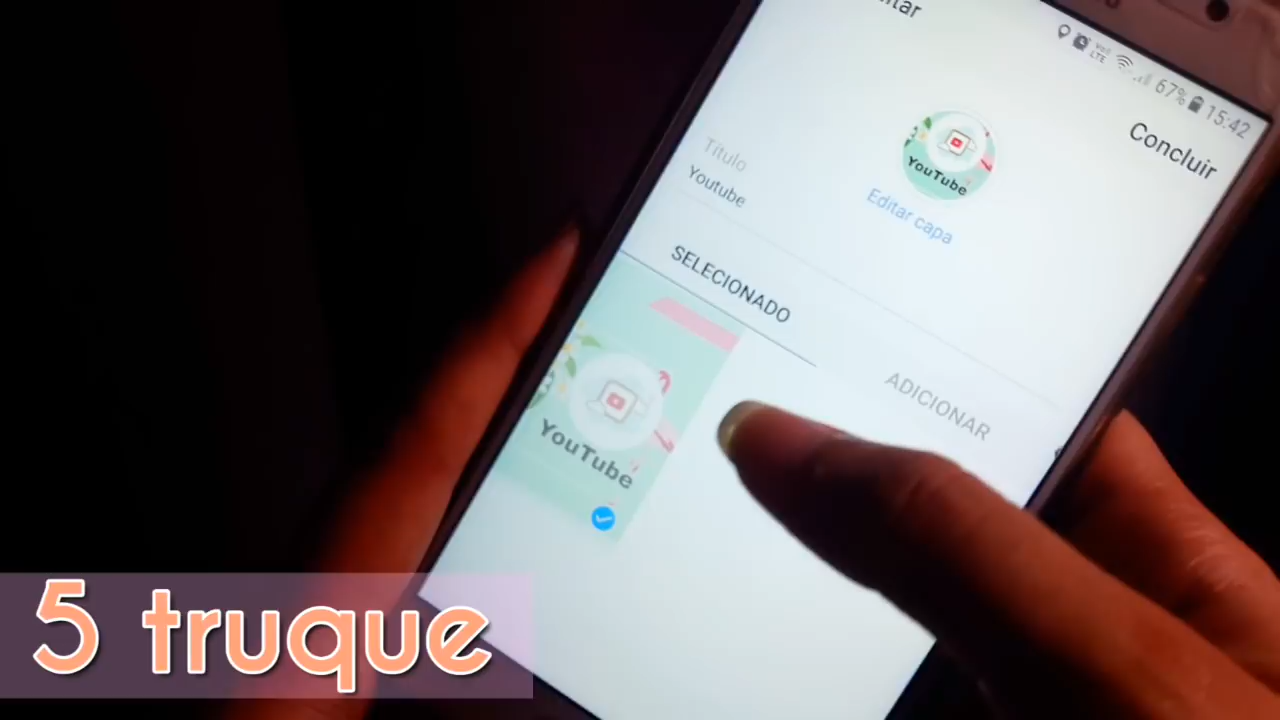 67% 15:42
Concluir
YouTube
Editar capa
Título
Youtube
SELECIONADO
ADICIONAR
YouTube
5 truque